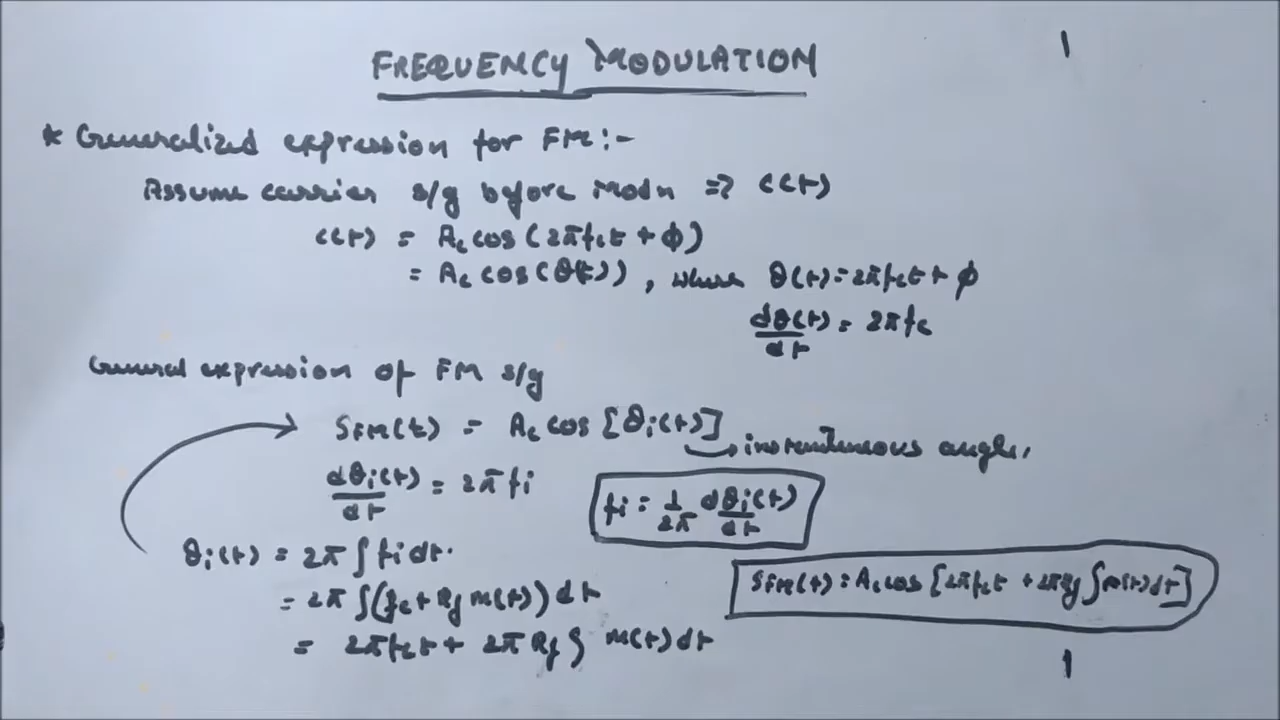 1
FREQUENCY MODULATION
* Generalized expression for FM:-
Assume carrier s/g before Modn ⇒ c(t)
c(t) = Ac cos(2πfct + ϕ)
= Ac cos(θ(t)), where θ(t) = 2πfct + ϕ
dθ(t)/dt = 2πfc
General expression of FM s/g
SFM(t) = Ac cos [θi(t)]
→ instantaneous angle.
dθi(t)/dt = 2πfi
fi = 1/2π dθi(t)/dt
θi(t) = 2π ∫ fi dt.
= 2π ∫(fc + Kf m(t)) dt
SFM(t) = Ac cos [2πfct + 2πKf ∫m(t)dt]
= 2πfct + 2π Kf ∫ m(t) dt
1